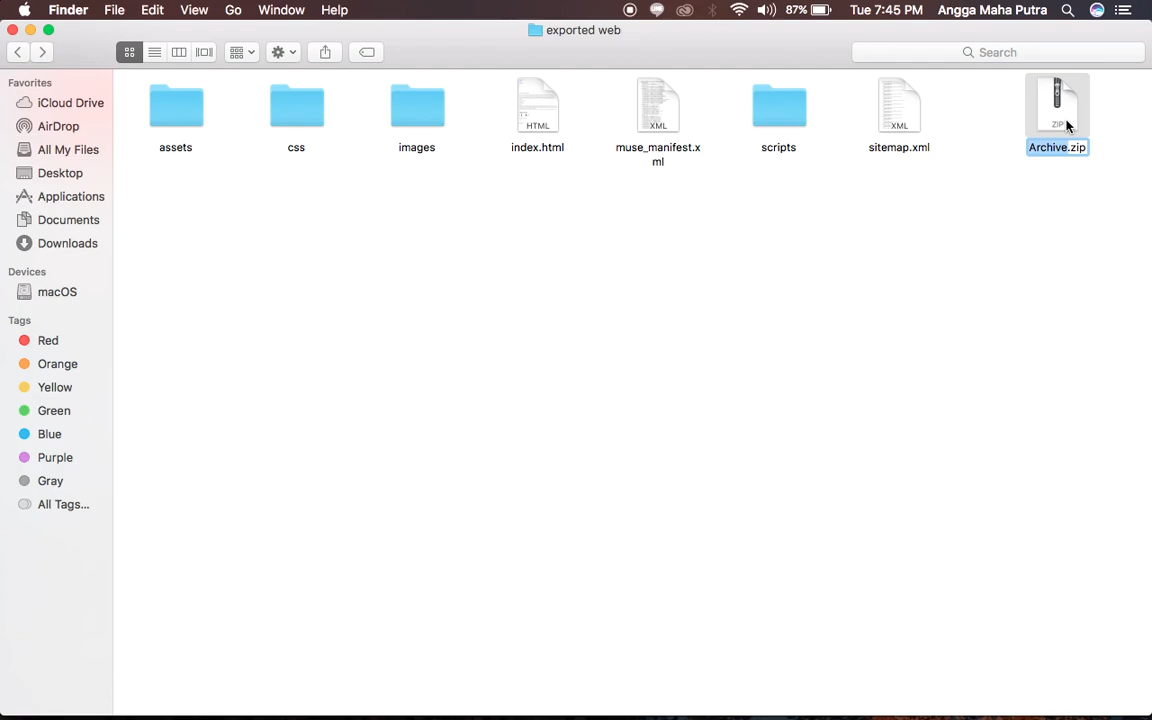 Finder File Edit View Go Window Help 87% Tue 7:45 PM Angga Maha Putra
exported web
Search
Favorites
iCloud Drive
AirDrop
All My Files
Desktop
Applications
Documents
Downloads
Devices
macOS
Tags
Red
Orange
Yellow
Green
Blue
Purple
Gray
All Tags...
HTML XML XML ZIP
assets css images index.html muse_manifest.x scripts sitemap.xml Archive.zip
ml